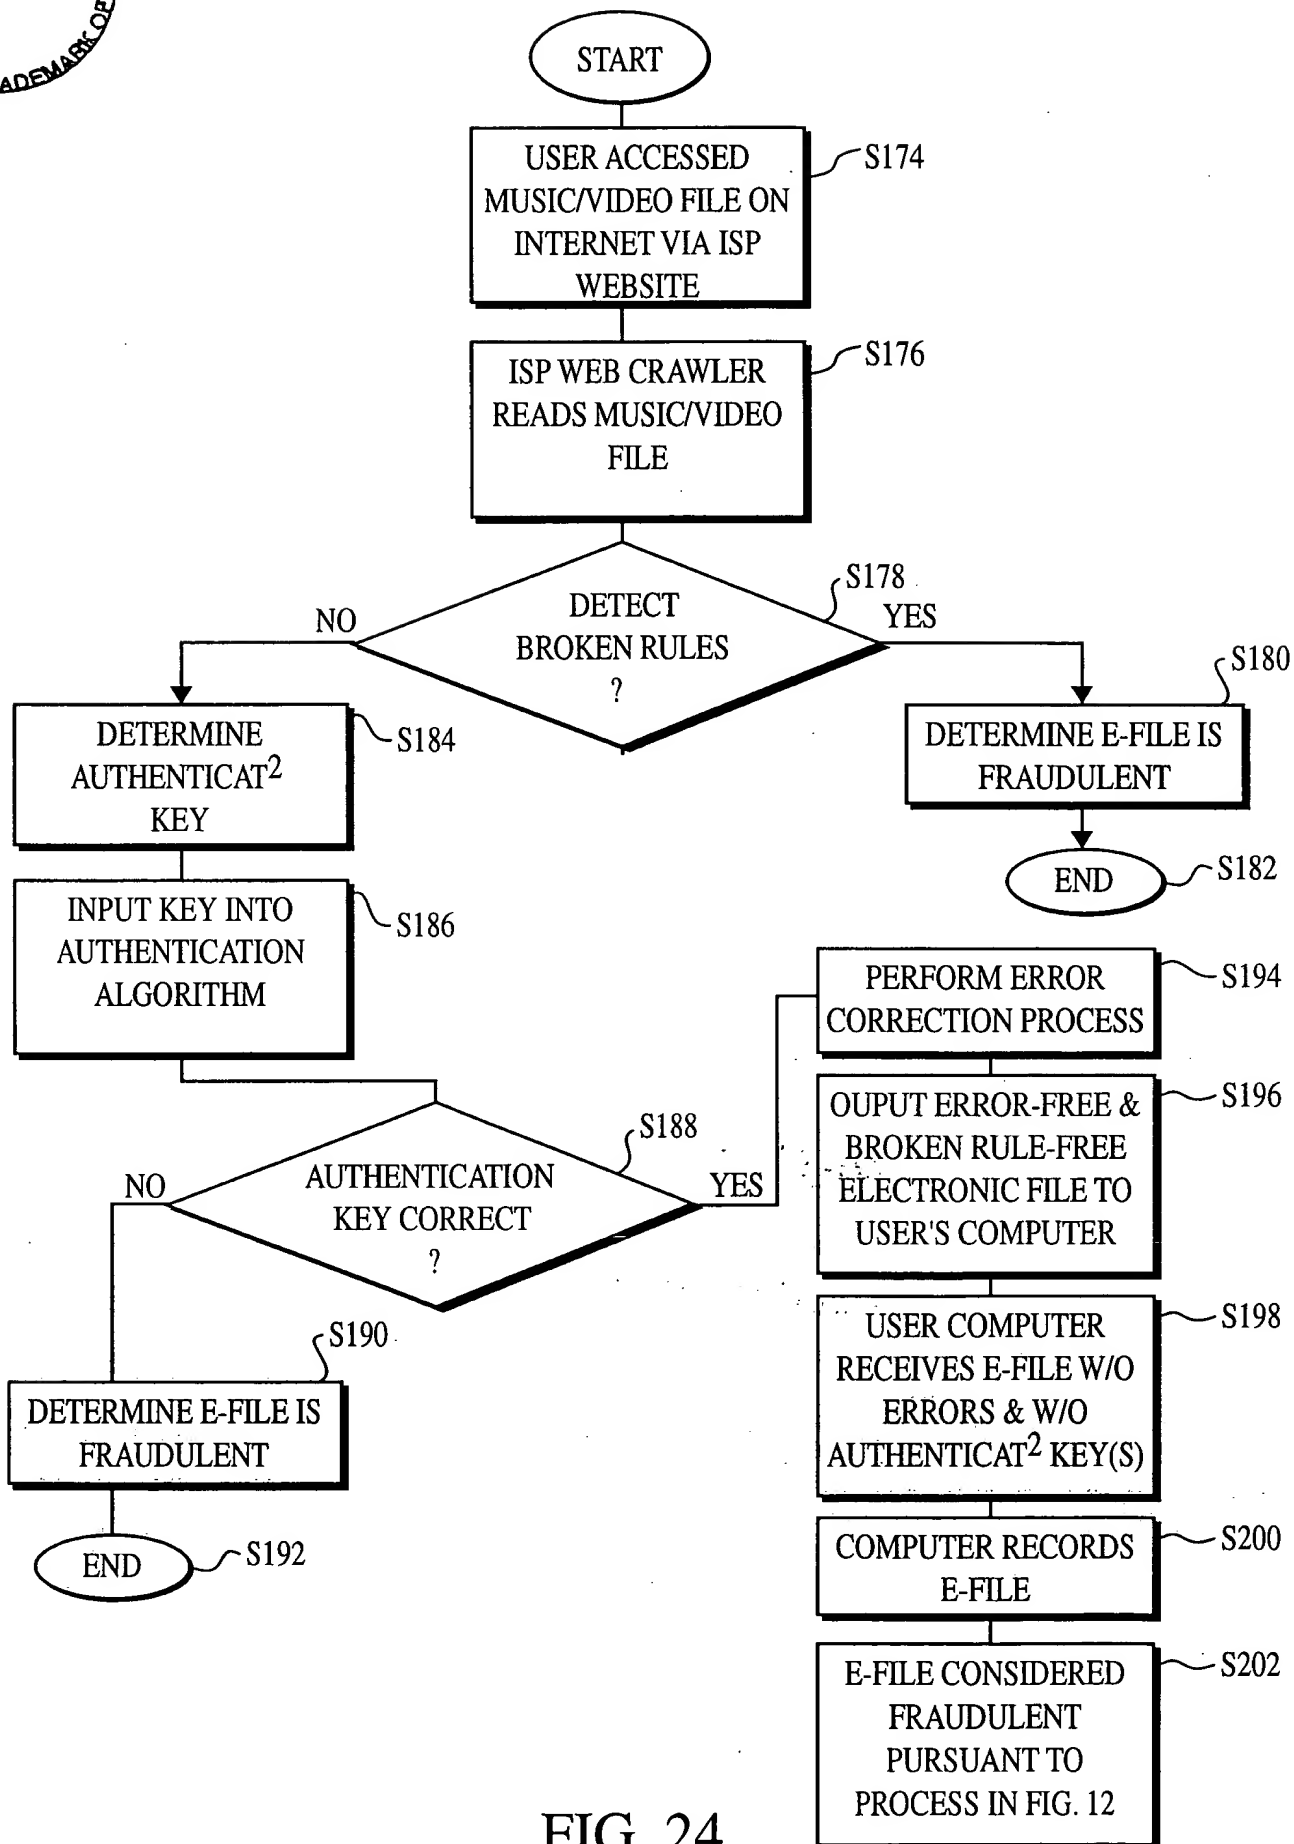 ADEMARK OF
START
USER ACCESSED
MUSIC/VIDEO FILE ON
INTERNET VIA ISP
WEBSITE
S174
ISP WEB CRAWLER
READS MUSIC/VIDEO
FILE
S176
DETECT
BROKEN RULES
?
S178
NO
YES
DETERMINE
AUTHENTICAT²
KEY
S184
DETERMINE E-FILE IS
FRAUDULENT
S180
END
S182
INPUT KEY INTO
AUTHENTICATION
ALGORITHM
S186
AUTHENTICATION
KEY CORRECT
?
S188
NO
YES
DETERMINE E-FILE IS
FRAUDULENT
S190
END
S192
PERFORM ERROR
CORRECTION PROCESS
S194
OUPUT ERROR-FREE &
BROKEN RULE-FREE
ELECTRONIC FILE TO
USER'S COMPUTER
S196
USER COMPUTER
RECEIVES E-FILE W/O
ERRORS & W/O
AUTHENTICAT² KEY(S)
S198
COMPUTER RECORDS
E-FILE
S200
E-FILE CONSIDERED
FRAUDULENT
PURSUANT TO
PROCESS IN FIG. 12
S202
FIG. 24